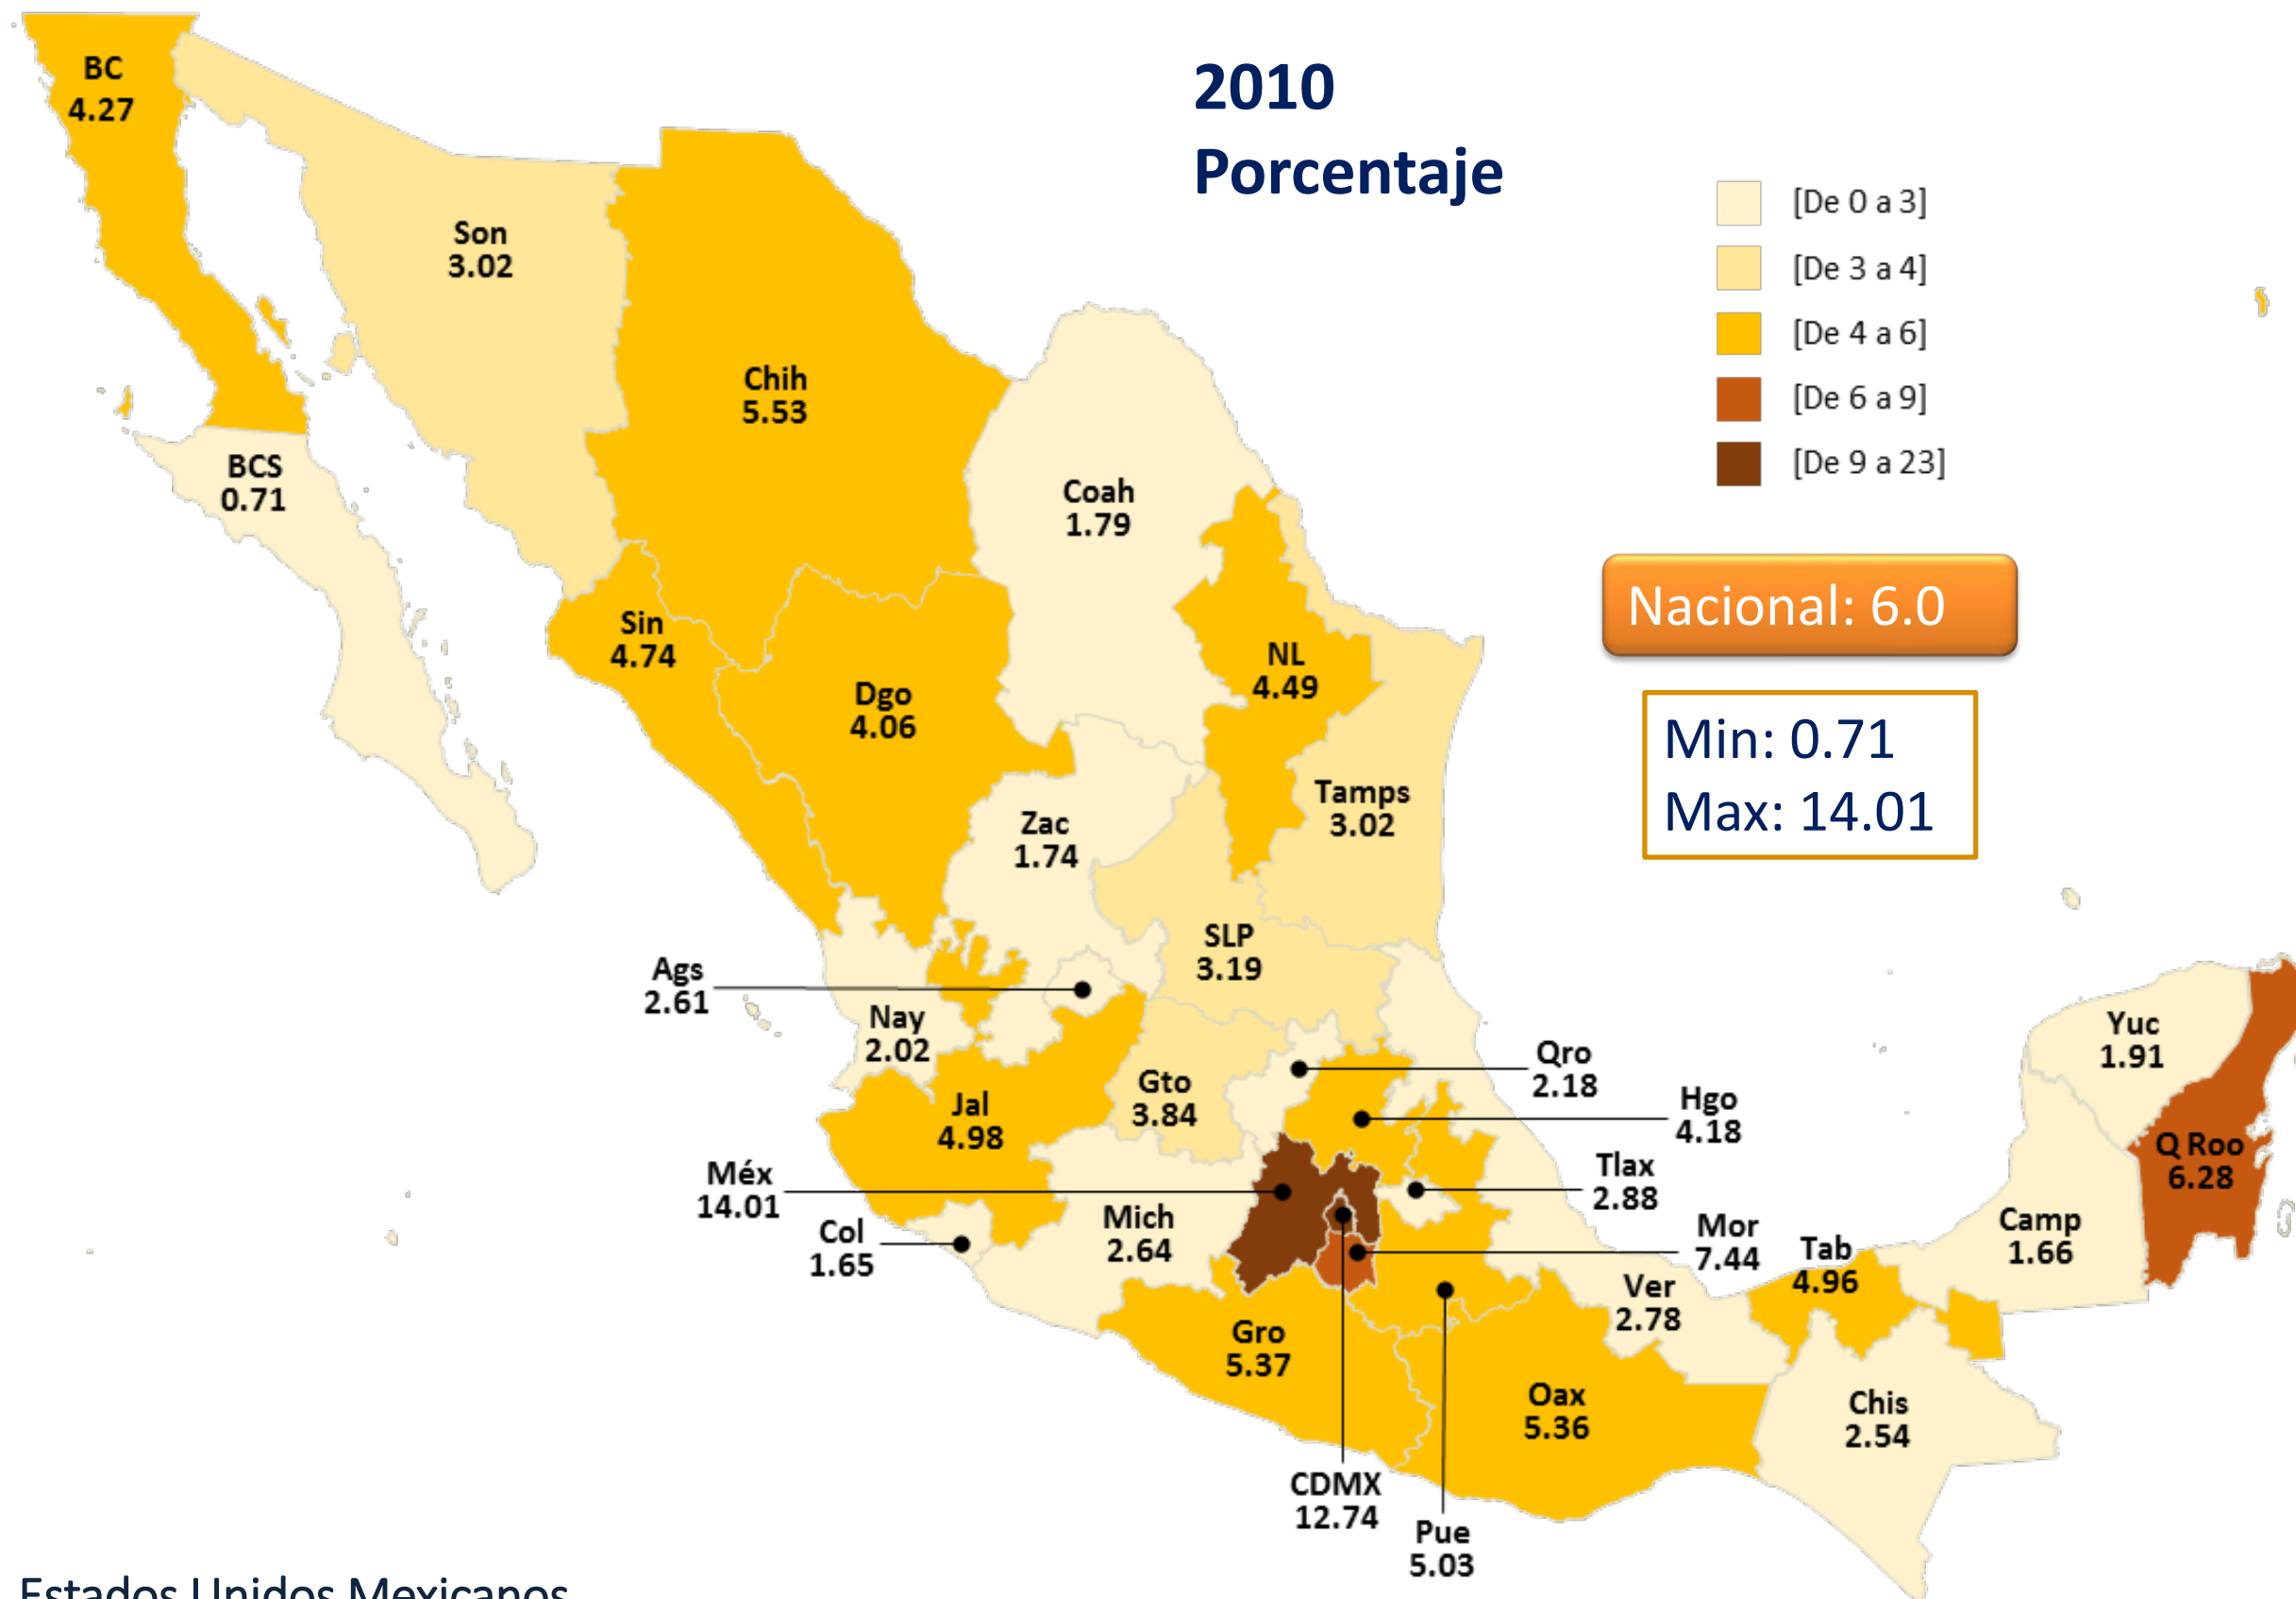 2010
Porcentaje
[De 0 a 3]
[De 3 a 4]
[De 4 a 6]
[De 6 a 9]
[De 9 a 23]
Nacional: 6.0
Min: 0.71
Max: 14.01
BC
4.27
Son
3.02
Chih
5.53
BCS
0.71
Coah
1.79
Sin
4.74
NL
4.49
Dgo
4.06
Tamps
3.02
Zac
1.74
SLP
3.19
Ags
2.61
Nay
2.02
Yuc
1.91
Qro
2.18
Gto
3.84
Jal
4.98
Hgo
4.18
Q Roo
6.28
Méx
14.01
Tlax
2.88
Mich
2.64
Col
1.65
Mor
7.44
Camp
1.66
Tab
4.96
Ver
2.78
Gro
5.37
Oax
5.36
Chis
2.54
CDMX
12.74
Pue
5.03
Estados Unidos Mexicanos